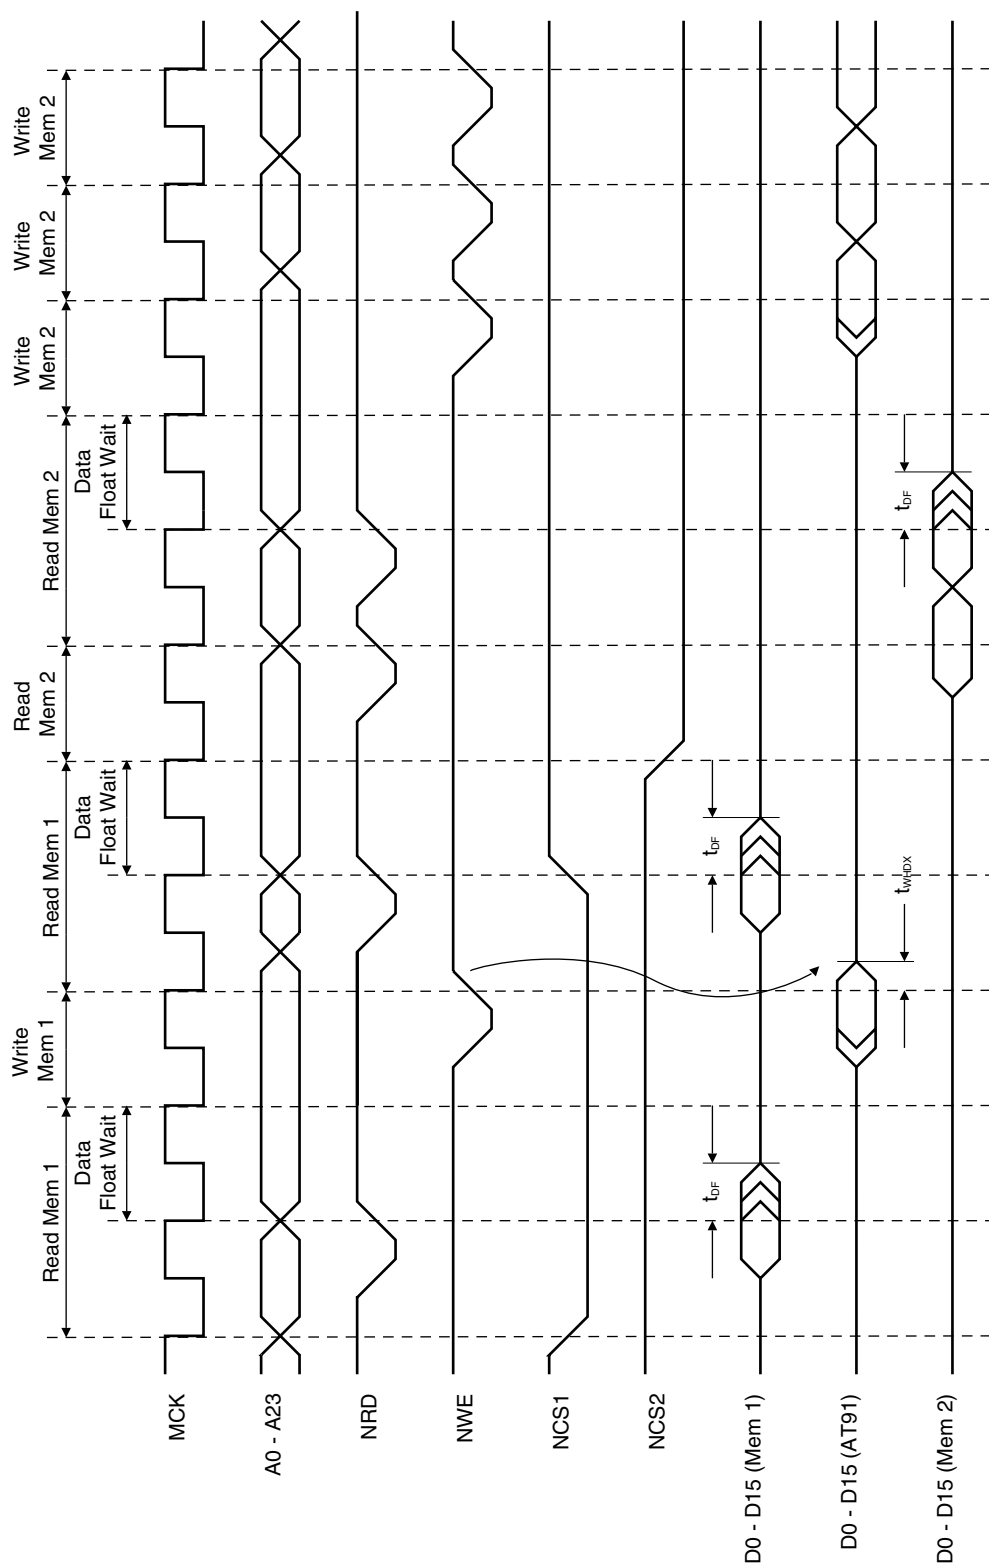 Read Mem 1
Write
Mem 1
Read Mem 1
Read
Mem 2
Read Mem 2
Write
Mem 2
Write
Mem 2
Write
Mem 2
Data
Float Wait
Data
Float Wait
Data
Float Wait
MCK
A0 - A23
NRD
NWE
NCS1
NCS2
tDF
tDF
D0 - D15 (Mem 1)
D0 - D15 (AT91)
tWHDX
tDF
D0 - D15 (Mem 2)